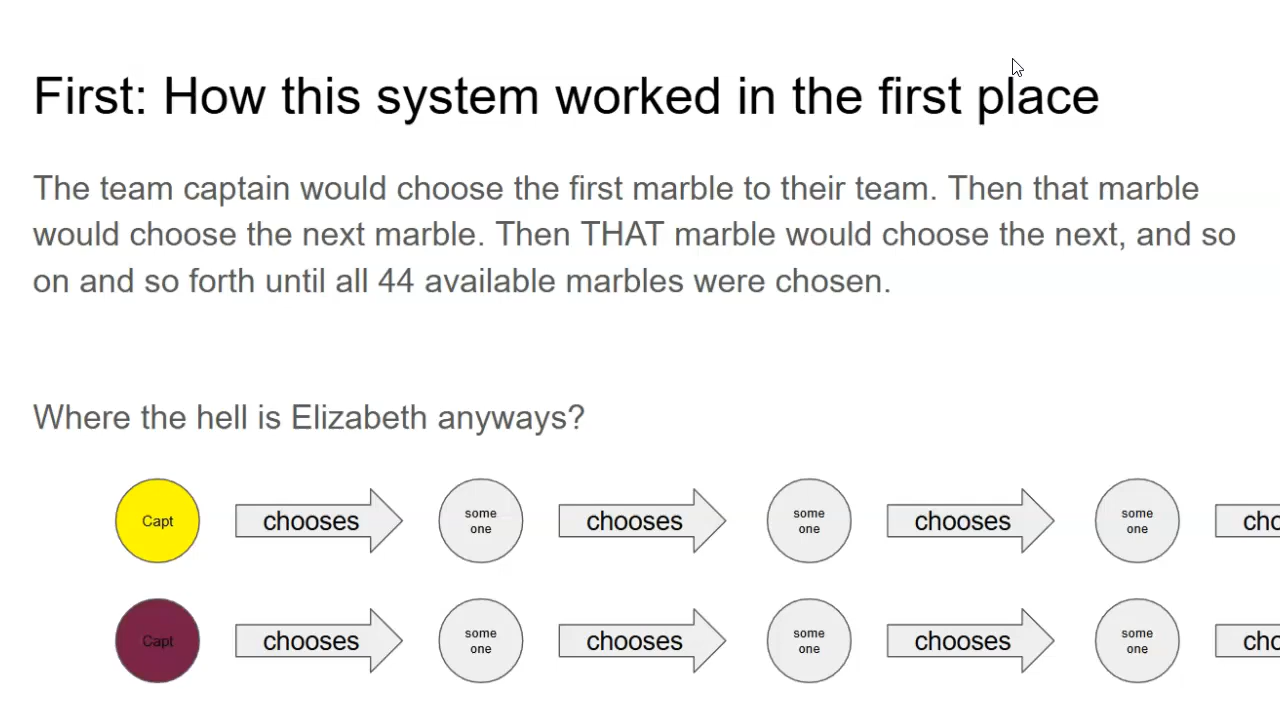 First: How this system worked in the first place
The team captain would choose the first marble to their team. Then that marble
would choose the next marble. Then THAT marble would choose the next, and so
on and so forth until all 44 available marbles were chosen.
Where the hell is Elizabeth anyways?
Capt
chooses
some
one
chooses
some
one
chooses
some
one
cho
Capt
chooses
some
one
chooses
some
one
chooses
some
one
cho